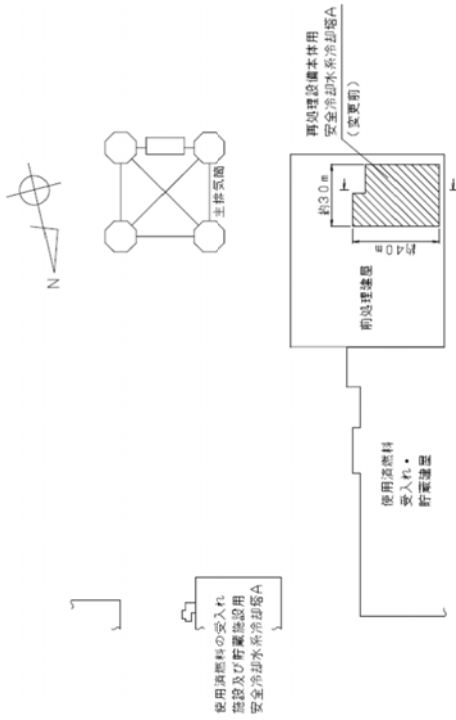 再処理設備本体用
安全冷却水系冷却塔A
(変更前)
N
主排気筒
約30m
約40m
前処理建屋
使用済燃料
受入れ・
貯蔵建屋
使用済燃料の受入れ
施設及び貯蔵施設用
安全冷却水系冷却塔A